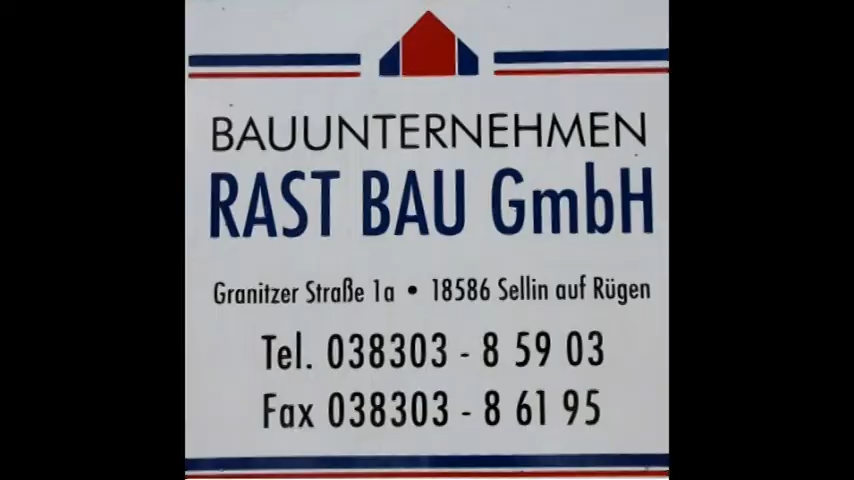 BAUUNTERNEHMEN
RAST BAU GmbH
Granitzer Straße 1a • 18586 Sellin auf Rügen
Tel. 038303 - 8 59 03
Fax 038303 - 8 61 95